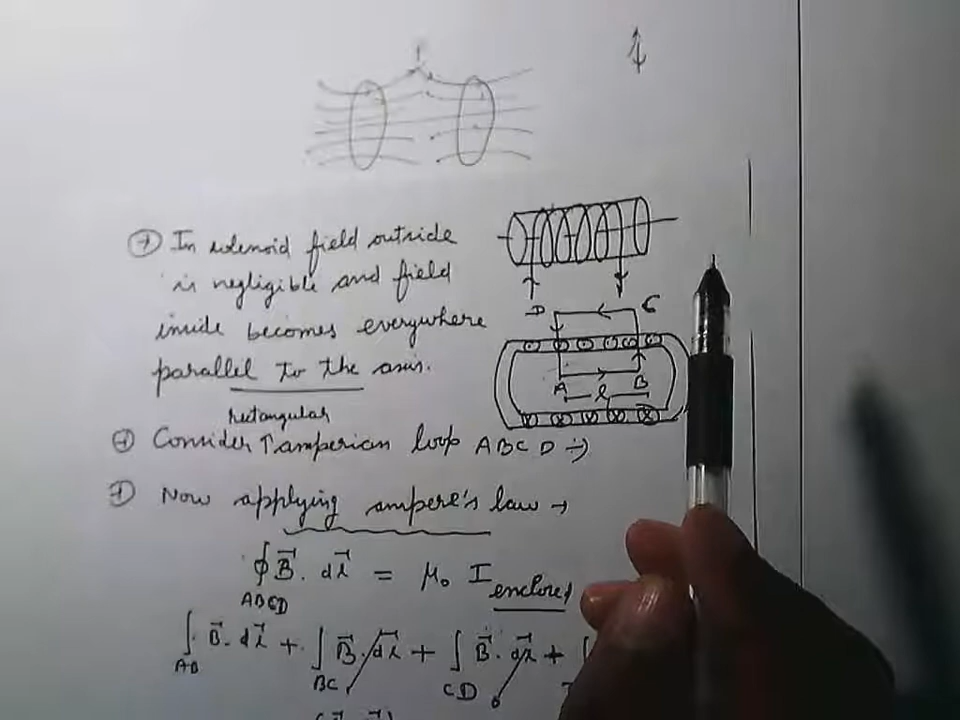 In solenoid field outside
is negligible and field
inside becomes everywhere
parallel to the axis.
D C
A l B
rectangular
Consider amperian loop ABCD :→
Now applying ampere's law →
∮ B⃗ . dl⃗ = μ₀ I enclosed
ABCD
∫ B⃗ . dl⃗ + ∫ B⃗ . dl⃗ + ∫ B⃗ . dl⃗ + ∫
AB BC CD